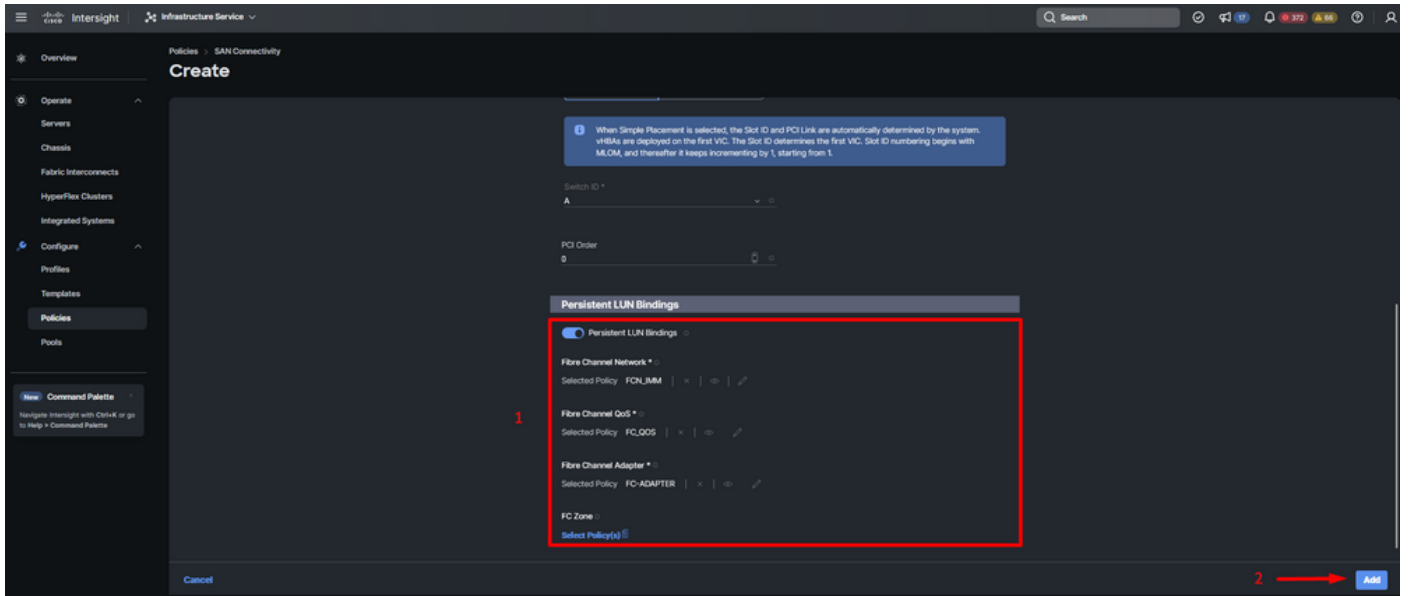 cisco Intersight
Infrastructure Service
Search
17
372
66
Overview
Operate
Servers
Chassis
Fabric Interconnects
HyperFlex Clusters
Integrated Systems
Configure
Profiles
Templates
Policies
Pools
New Command Palette
Navigate Intersight with Ctrl+K or go
to Help > Command Palette
Policies > SAN Connectivity
Create
When Simple Placement is selected, the Slot ID and PCI Link are automatically determined by the system.
vHBAs are deployed on the first VIC. The Slot ID determines the first VIC. Slot ID numbering begins with
MLOM, and thereafter it keeps incrementing by 1, starting from 1.
Switch ID *
A
PCI Order
0
Persistent LUN Bindings
Persistent LUN Bindings
Fibre Channel Network *
Selected Policy FCN_IMM
1
Fibre Channel QoS *
Selected Policy FC_QOS
Fibre Channel Adapter *
Selected Policy FC-ADAPTER
FC Zone
Select Policy(s)
Cancel
2
Add